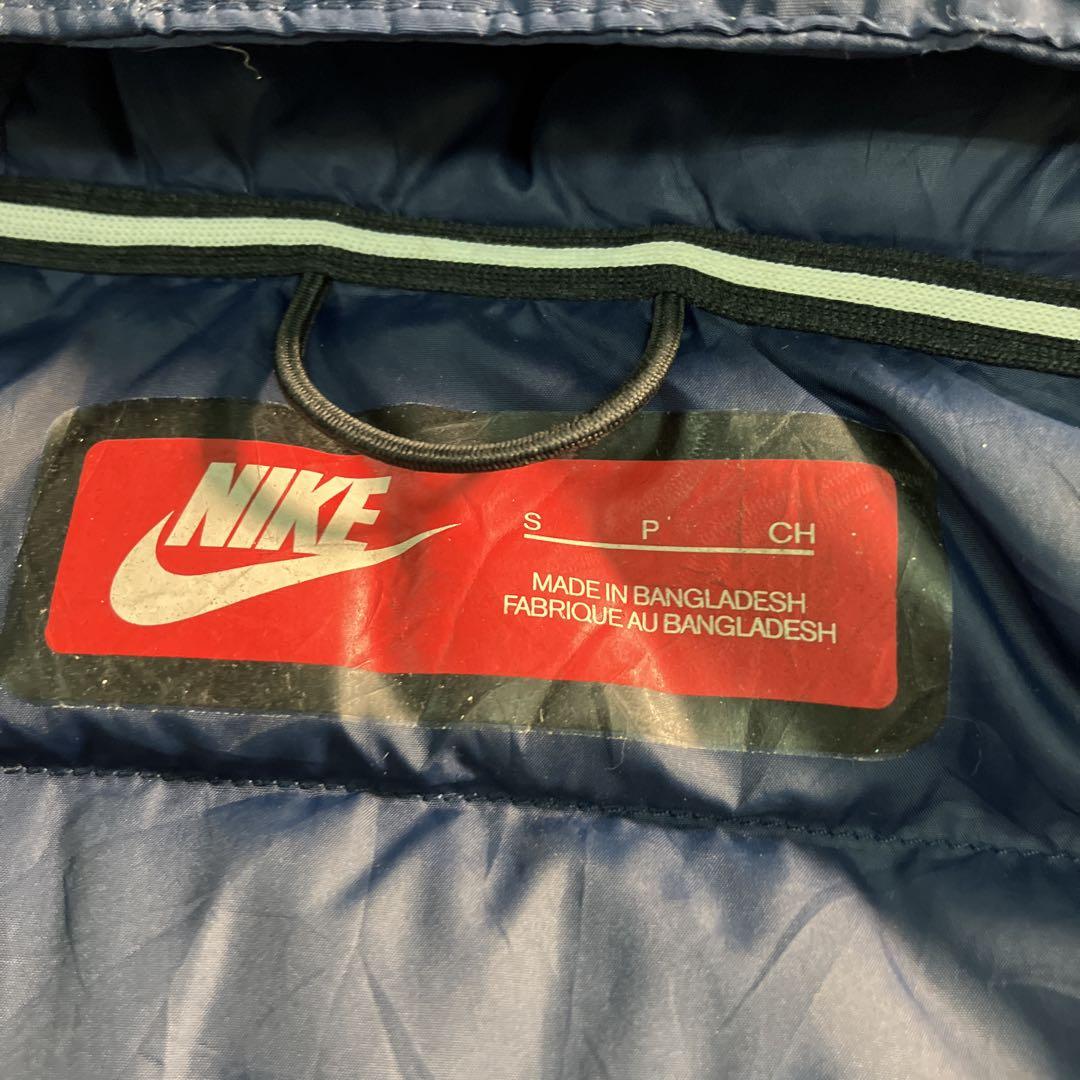 NIKE
S P CH
MADE IN BANGLADESH
FABRIQUE AU BANGLADESH